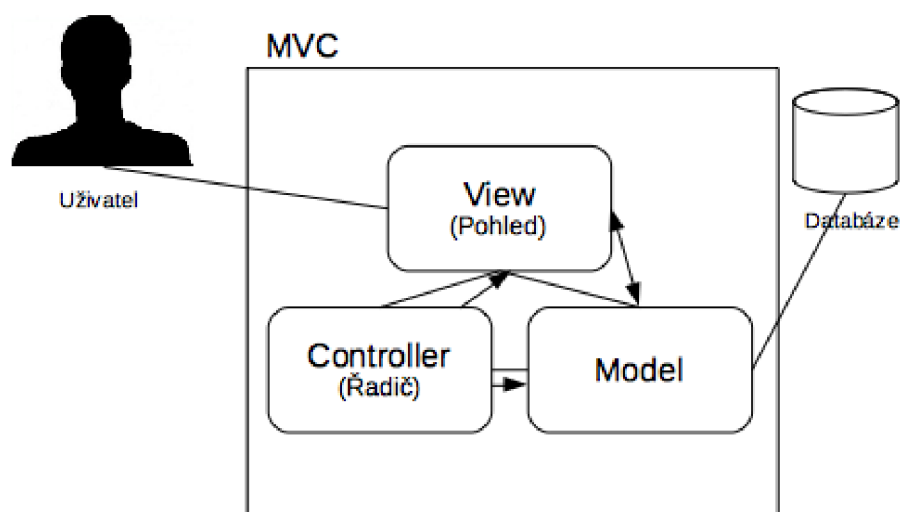 MVC
Uživatel
View
(Pohled)
Databáze
Controller
(Řadič)
Model